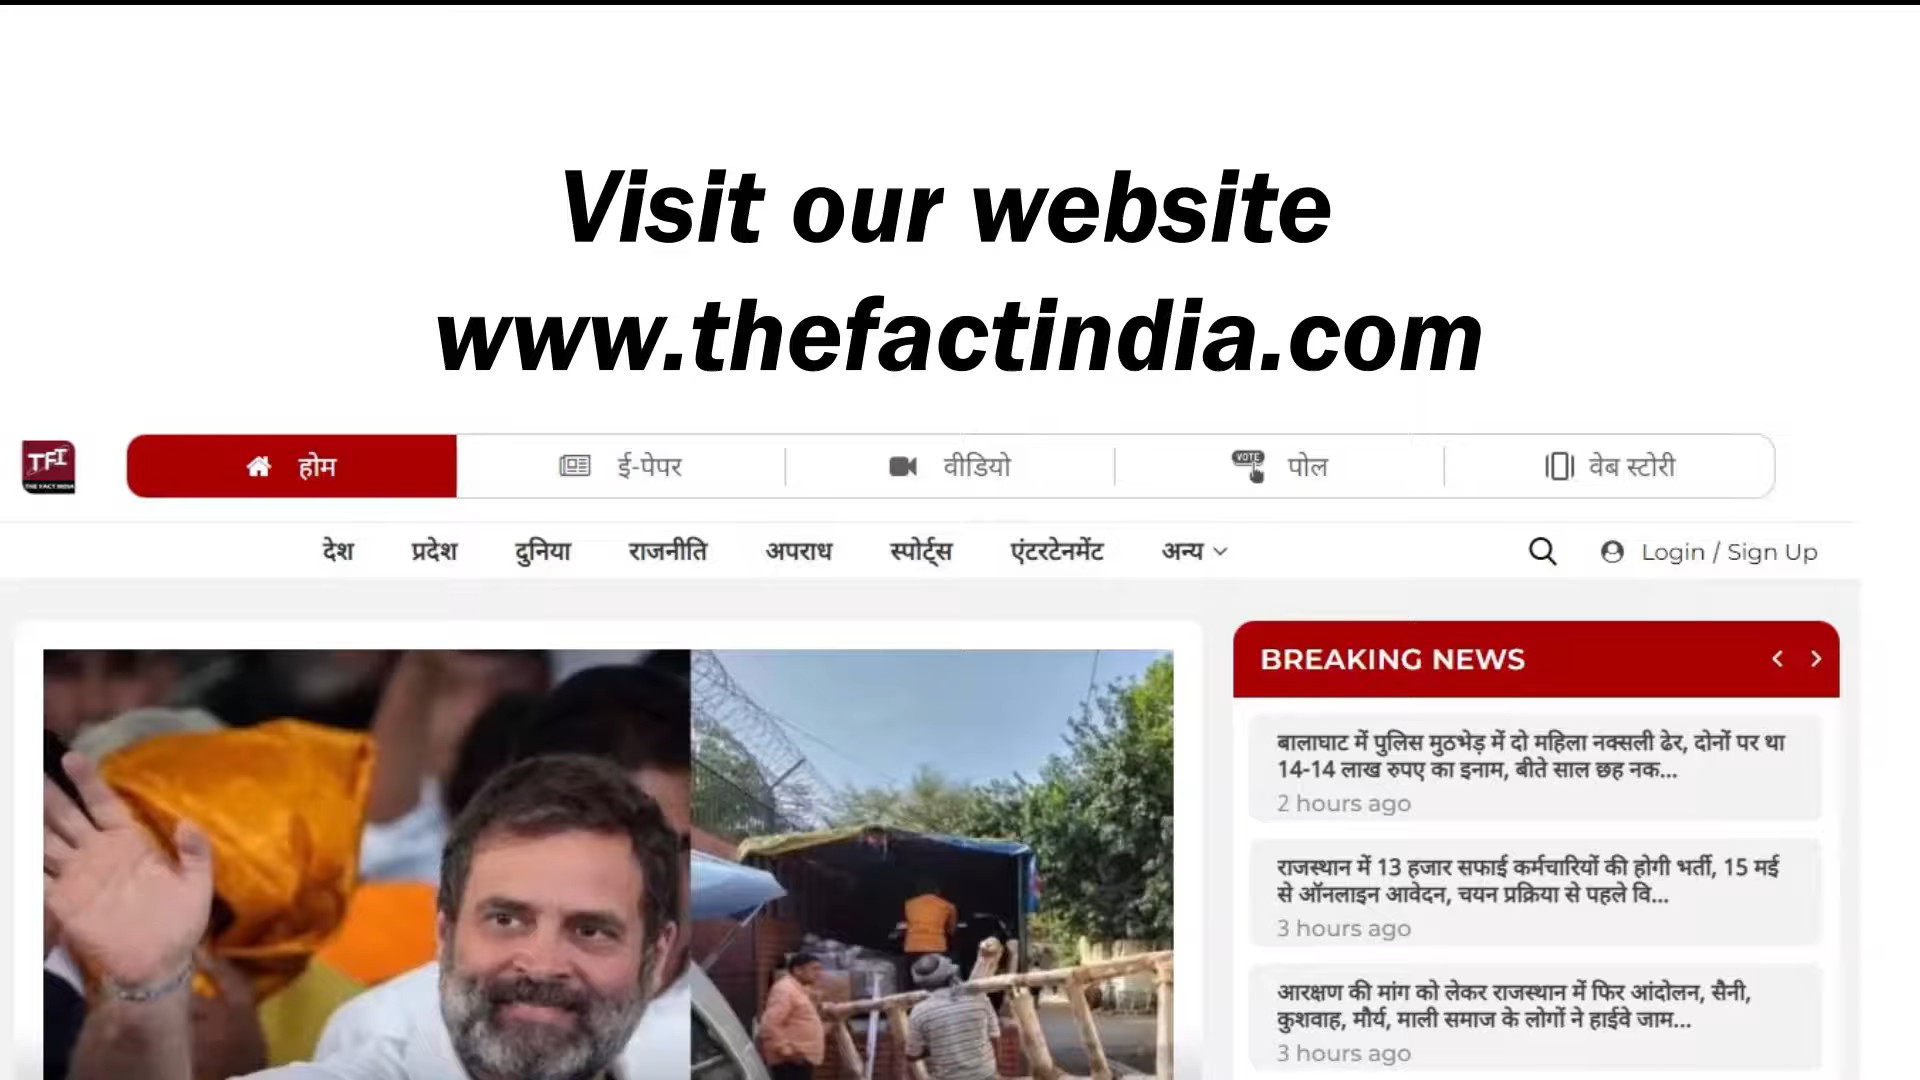 Visit our website
www.thefactindia.com
TFI
THE FACT INDIA
होम
ई-पेपर
वीडियो
VOTE
पोल
वेब स्टोरी
देश
प्रदेश
दुनिया
राजनीति
अपराध
स्पोर्ट्स
एंटरटेनमेंट
अन्य
Login / Sign Up
BREAKING NEWS
बालाघाट में पुलिस मुठभेड़ में दो महिला नक्सली ढेर, दोनों पर था
14-14 लाख रुपए का इनाम, बीते साल छह नक...
2 hours ago
राजस्थान में 13 हजार सफाई कर्मचारियों की होगी भर्ती, 15 मई
से ऑनलाइन आवेदन, चयन प्रक्रिया से पहले वि...
3 hours ago
आरक्षण की मांग को लेकर राजस्थान में फिर आंदोलन, सैनी,
कुशवाह, मौर्य, माली समाज के लोगों ने हाईवे जाम...
3 hours ago